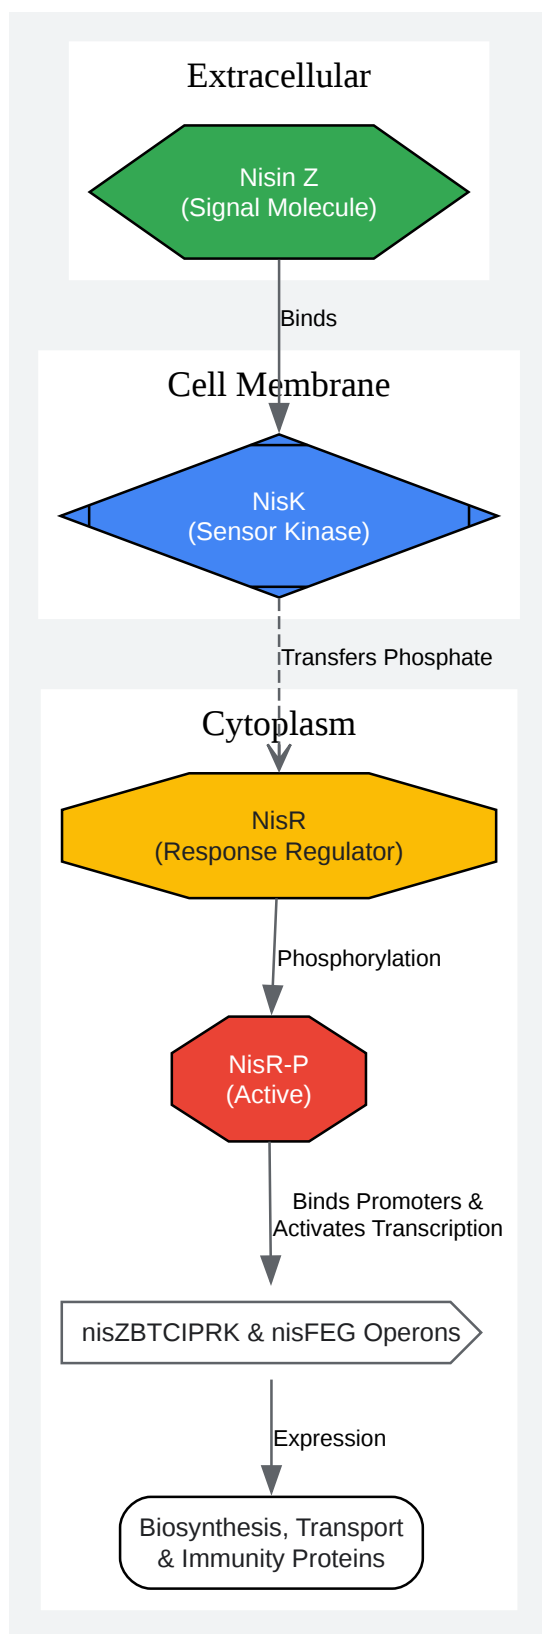 Extracellular
Nisin Z
(Signal Molecule)
Binds
Cell Membrane
NisK
(Sensor Kinase)
Transfers Phosphate
Cytoplasm
NisR
(Response Regulator)
Phosphorylation
NisR-P
(Active)
Binds Promoters &
Activates Transcription
nisZBTCIPRK & nisFEG Operons
Expression
Biosynthesis, Transport
& Immunity Proteins